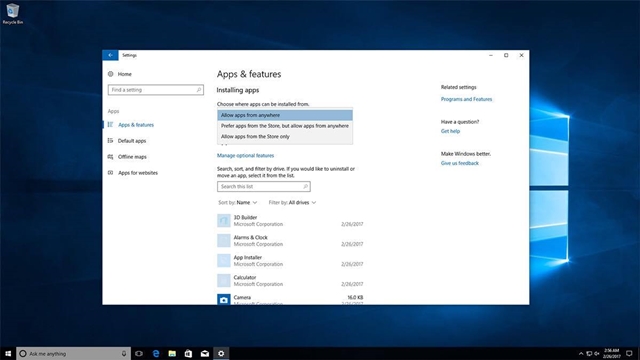 Recycle Bin
Settings
Home
Find a setting
Apps
Apps & features
Default apps
Offline maps
Apps for websites
Apps & features
Installing apps
Choose where apps can be installed from.
Allow apps from anywhere
Prefer apps from the Store, but allow apps from anywhere
Allow apps from the Store only
Manage optional features
Search, sort, and filter by drive. If you would like to uninstall or
move an app, select it from the list.
Search this list
Sort by: Name
Filter by: All drives
3D Builder
Microsoft Corporation 2/26/2017
Alarms & Clock
Microsoft Corporation 2/26/2017
App Installer
Microsoft Corporation 2/26/2017
Calculator
Microsoft Corporation 2/26/2017
Camera 16.0 KB
Microsoft Corporation 2/26/2017
Related settings
Programs and Features
Have a question?
Get help
Make Windows better.
Give us feedback
Ask me anything
2:56 AM
2/26/2017